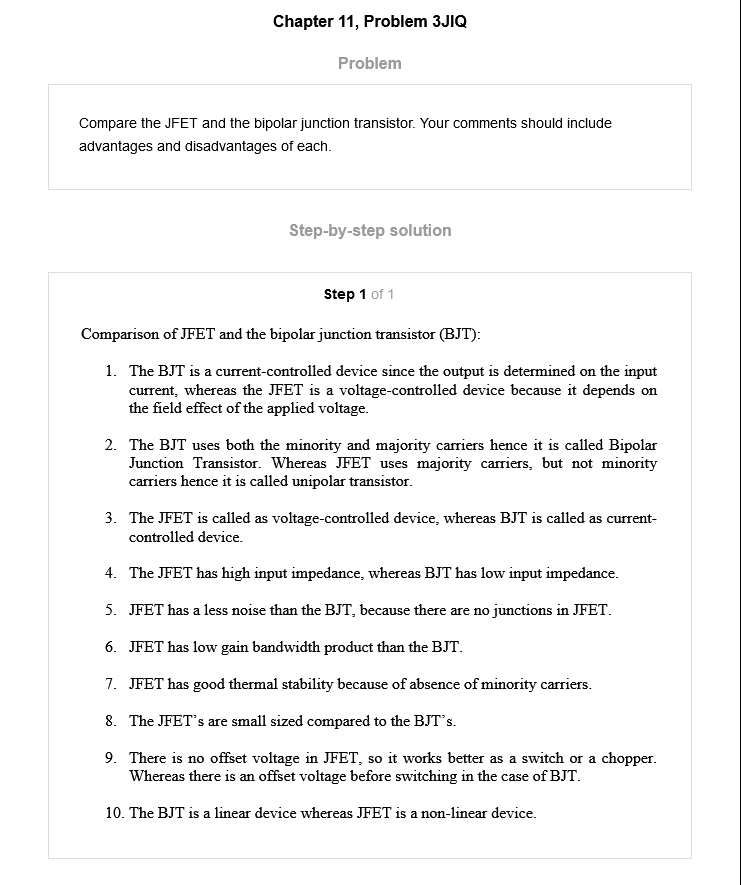 Chapter 11, Problem 3JIQ
Problem
Compare the JFET and the bipolar junction transistor. Your comments should include
advantages and disadvantages of each.
Step-by-step solution
Step 1 of 1
Comparison of JFET and the bipolar junction transistor (BJT):
1. The BJT is a current-controlled device since the output is determined on the input
current, whereas the JFET is a voltage-controlled device because it depends on
the field effect of the applied voltage.
2. The BJT uses both the minority and majority carriers hence it is called Bipolar
Junction Transistor. Whereas JFET uses majority carriers, but not minority
carriers hence it is called unipolar transistor.
3. The JFET is called as voltage-controlled device, whereas BJT is called as current-
controlled device.
4. The JFET has high input impedance, whereas BJT has low input impedance.
5. JFET has a less noise than the BJT, because there are no junctions in JFET.
6. JFET has low gain bandwidth product than the BJT.
7. JFET has good thermal stability because of absence of minority carriers.
8. The JFET's are small sized compared to the BJT's.
9. There is no offset voltage in JFET, so it works better as a switch or a chopper.
Whereas there is an offset voltage before switching in the case of BJT.
10. The BJT is a linear device whereas JFET is a non-linear device.